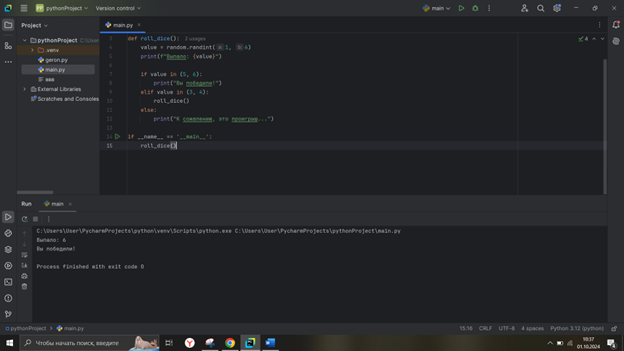 pythonProject
Version control
main
Project
main.py
pythonProject C:\Users
.venv
geron.py
main.py
External Libraries
Scratches and Consoles
3 def roll_dice(): 2 usages
4 value = random.randint(a: 1, b: 6)
5 print(f"Выпало: {value}")
6
7 if value in (5, 6):
8 print("Вы победили!")
9 elif value in (3, 4):
10 roll_dice()
11 else:
12 print("К сожалению, это проигрыш...")
13
14 if __name__ == '__main__':
15 roll_dice()
4
Run main
C:\Users\User\PycharmProjects\python\venv\Scripts\python.exe C:\Users\User\PycharmProjects\pythonProject\main.py
Выпало: 6
Вы победили!
Process finished with exit code 0
pythonProject > main.py
15:16 CRLF UTF-8 4 spaces Python 3.12 (python)
Чтобы начать поиск, введите
10:37
01.10.2024